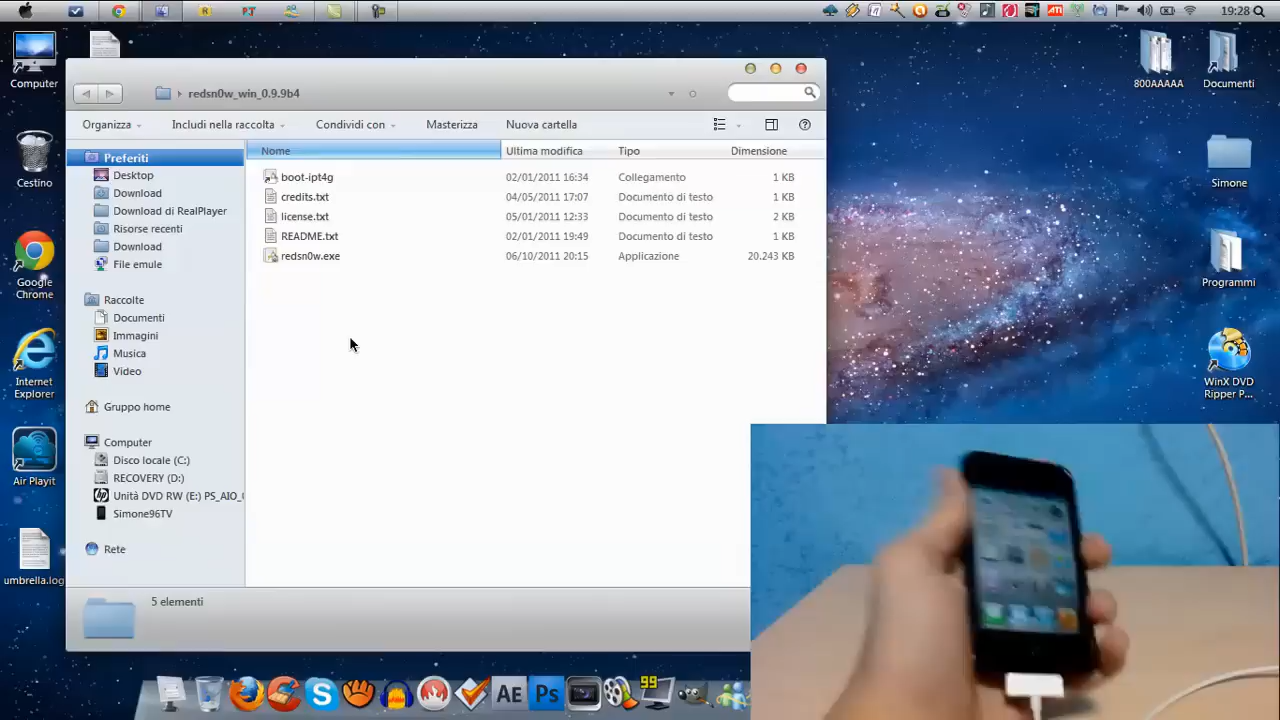 19:28
redsn0w_win_0.9.9b4
Organizza
Includi nella raccolta
Condividi con
Masterizza
Nuova cartella
Nome
Ultima modifica
Tipo
Dimensione
boot-ipt4g
02/01/2011 16:34
Collegamento
1 KB
credits.txt
04/05/2011 17:07
Documento di testo
1 KB
license.txt
05/01/2011 12:33
Documento di testo
2 KB
README.txt
02/01/2011 19:49
Documento di testo
1 KB
redsn0w.exe
06/10/2011 20:15
Applicazione
20.243 KB
Preferiti
Desktop
Download
Download di RealPlayer
Risorse recenti
Download
File emule
Raccolte
Documenti
Immagini
Musica
Video
Gruppo home
Computer
Disco locale (C:)
RECOVERY (D:)
Unità DVD RW (E:) PS_AIO_
Simone96TV
Rete
5 elementi
Computer
Cestino
Google
Chrome
Internet
Explorer
Air Playit
umbrella.log
800AAAAA
Documenti
Simone
Programmi
WinX DVD
Ripper P...
AE
Ps
99